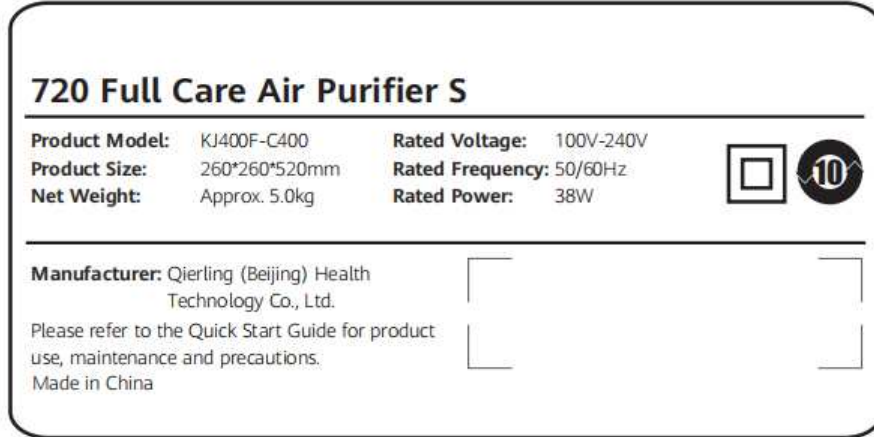 720 Full Care Air Purifier S
Product Model: KJ400F-C400 Rated Voltage: 100V-240V
Product Size: 260*260*520mm Rated Frequency: 50/60Hz
Net Weight: Approx. 5.0kg Rated Power: 38W
10
Manufacturer: Qierling (Beijing) Health
Technology Co., Ltd.
Please refer to the Quick Start Guide for product
use, maintenance and precautions.
Made in China